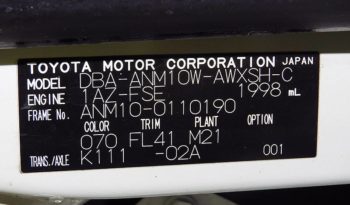 TOYOTA MOTOR CORPORATION JAPAN
MODEL DBA-ANM10W-AWXSH-C
ENGINE 1AZ-FSE 1998 mL
FRAME No. ANM10-0110190
COLOR TRIM PLANT
070 FL41 M21
TRANS./AXLE K111 -02A 001